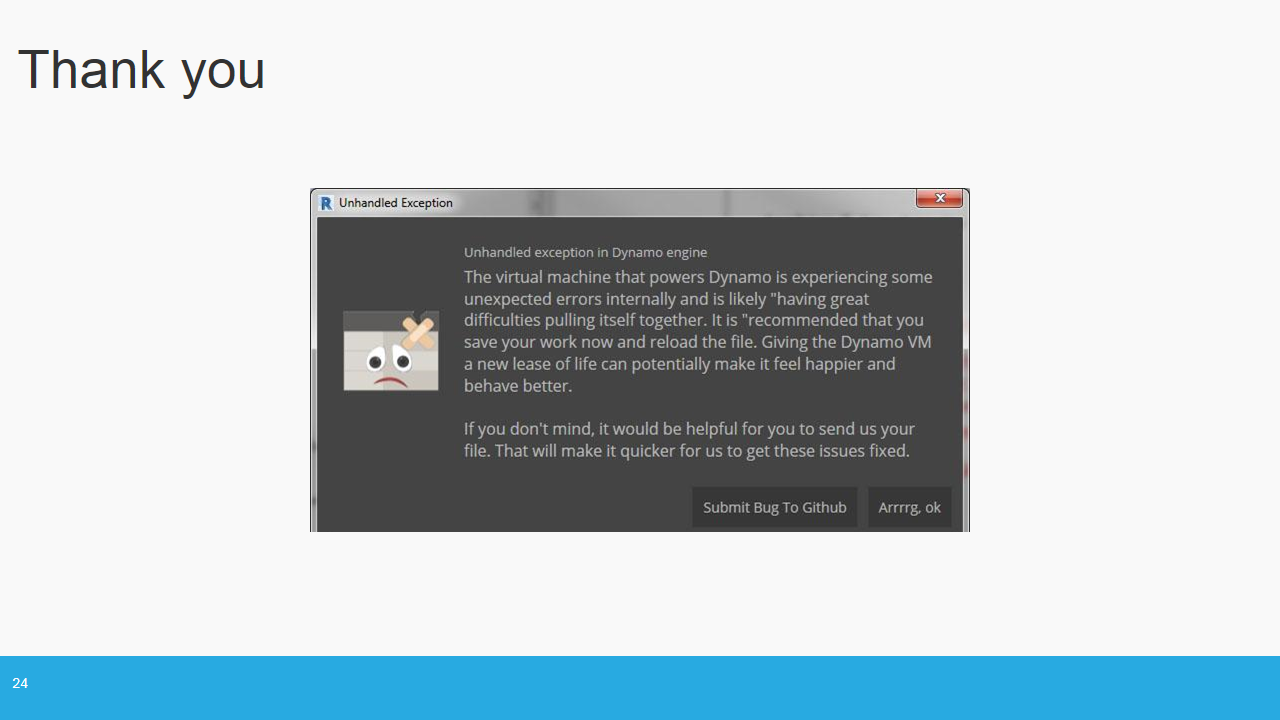 Thank you
R Unhandled Exception
x
Unhandled exception in Dynamo engine
The virtual machine that powers Dynamo is experiencing some
unexpected errors internally and is likely "having great
difficulties pulling itself together. It is "recommended that you
save your work now and reload the file. Giving the Dynamo VM
a new lease of life can potentially make it feel happier and
behave better.
If you don't mind, it would be helpful for you to send us your
file. That will make it quicker for us to get these issues fixed.
Submit Bug To Github
Arrrrg, ok
24